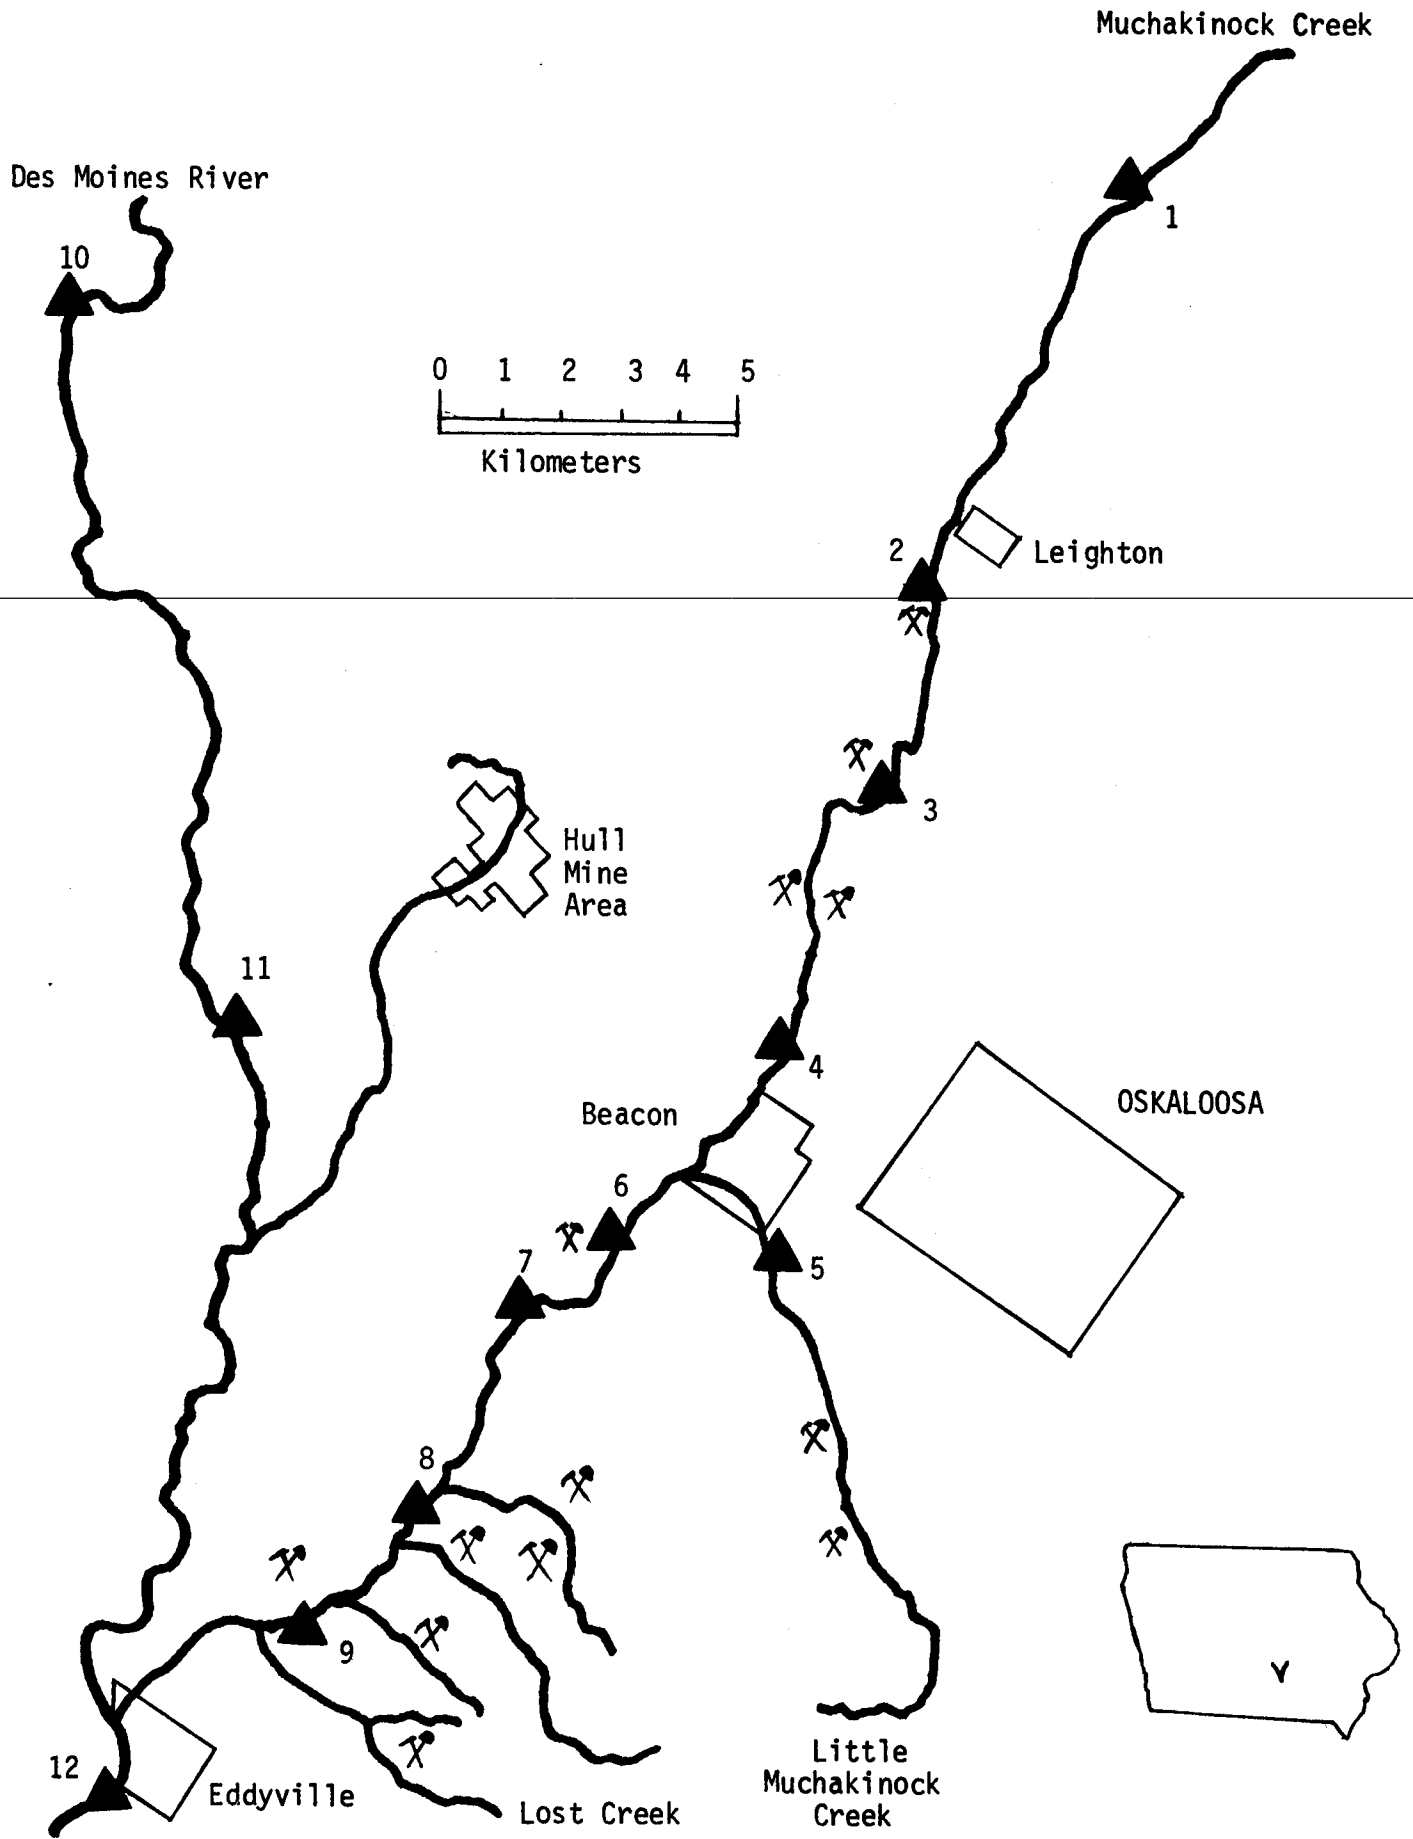 Muchakinock Creek
Des Moines River
1
10
0 1 2 3 4 5
Kilometers
2
Leighton
3
Hull
Mine
Area
11
4
OSKALOOSA
Beacon
6
5
7
8
9
12
Eddyville
Lost Creek
Little
Muchakinock
Creek